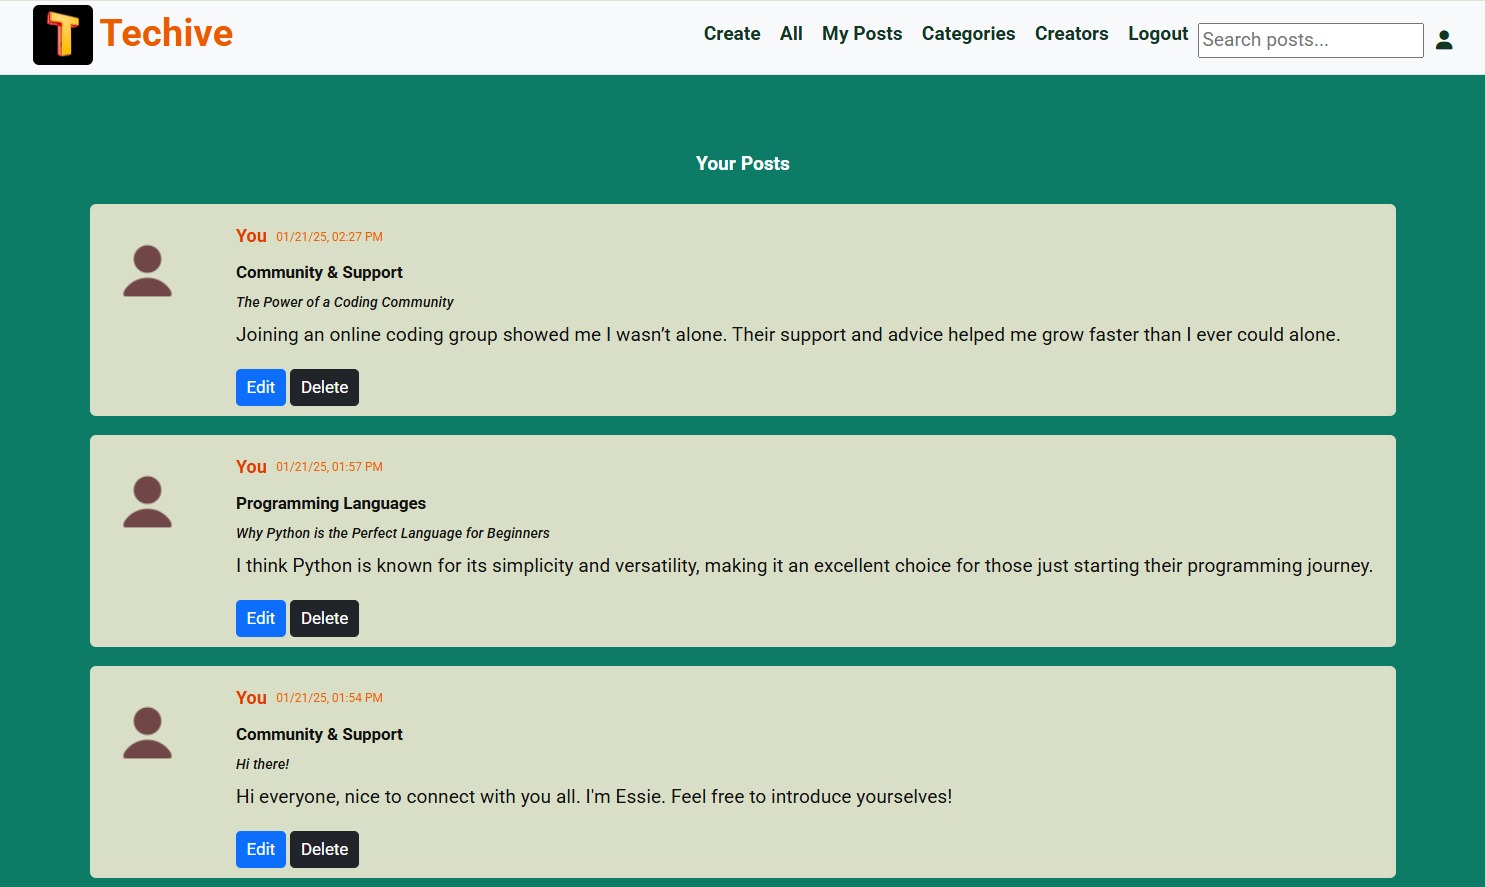 T Techive
Create All My Posts Categories Creators Logout Search posts...
Your Posts
You 01/21/25, 02:27 PM
Community & Support
The Power of a Coding Community
Joining an online coding group showed me I wasn’t alone. Their support and advice helped me grow faster than I ever could alone.
Edit Delete
You 01/21/25, 01:57 PM
Programming Languages
Why Python is the Perfect Language for Beginners
I think Python is known for its simplicity and versatility, making it an excellent choice for those just starting their programming journey.
Edit Delete
You 01/21/25, 01:54 PM
Community & Support
Hi there!
Hi everyone, nice to connect with you all. I'm Essie. Feel free to introduce yourselves!
Edit Delete